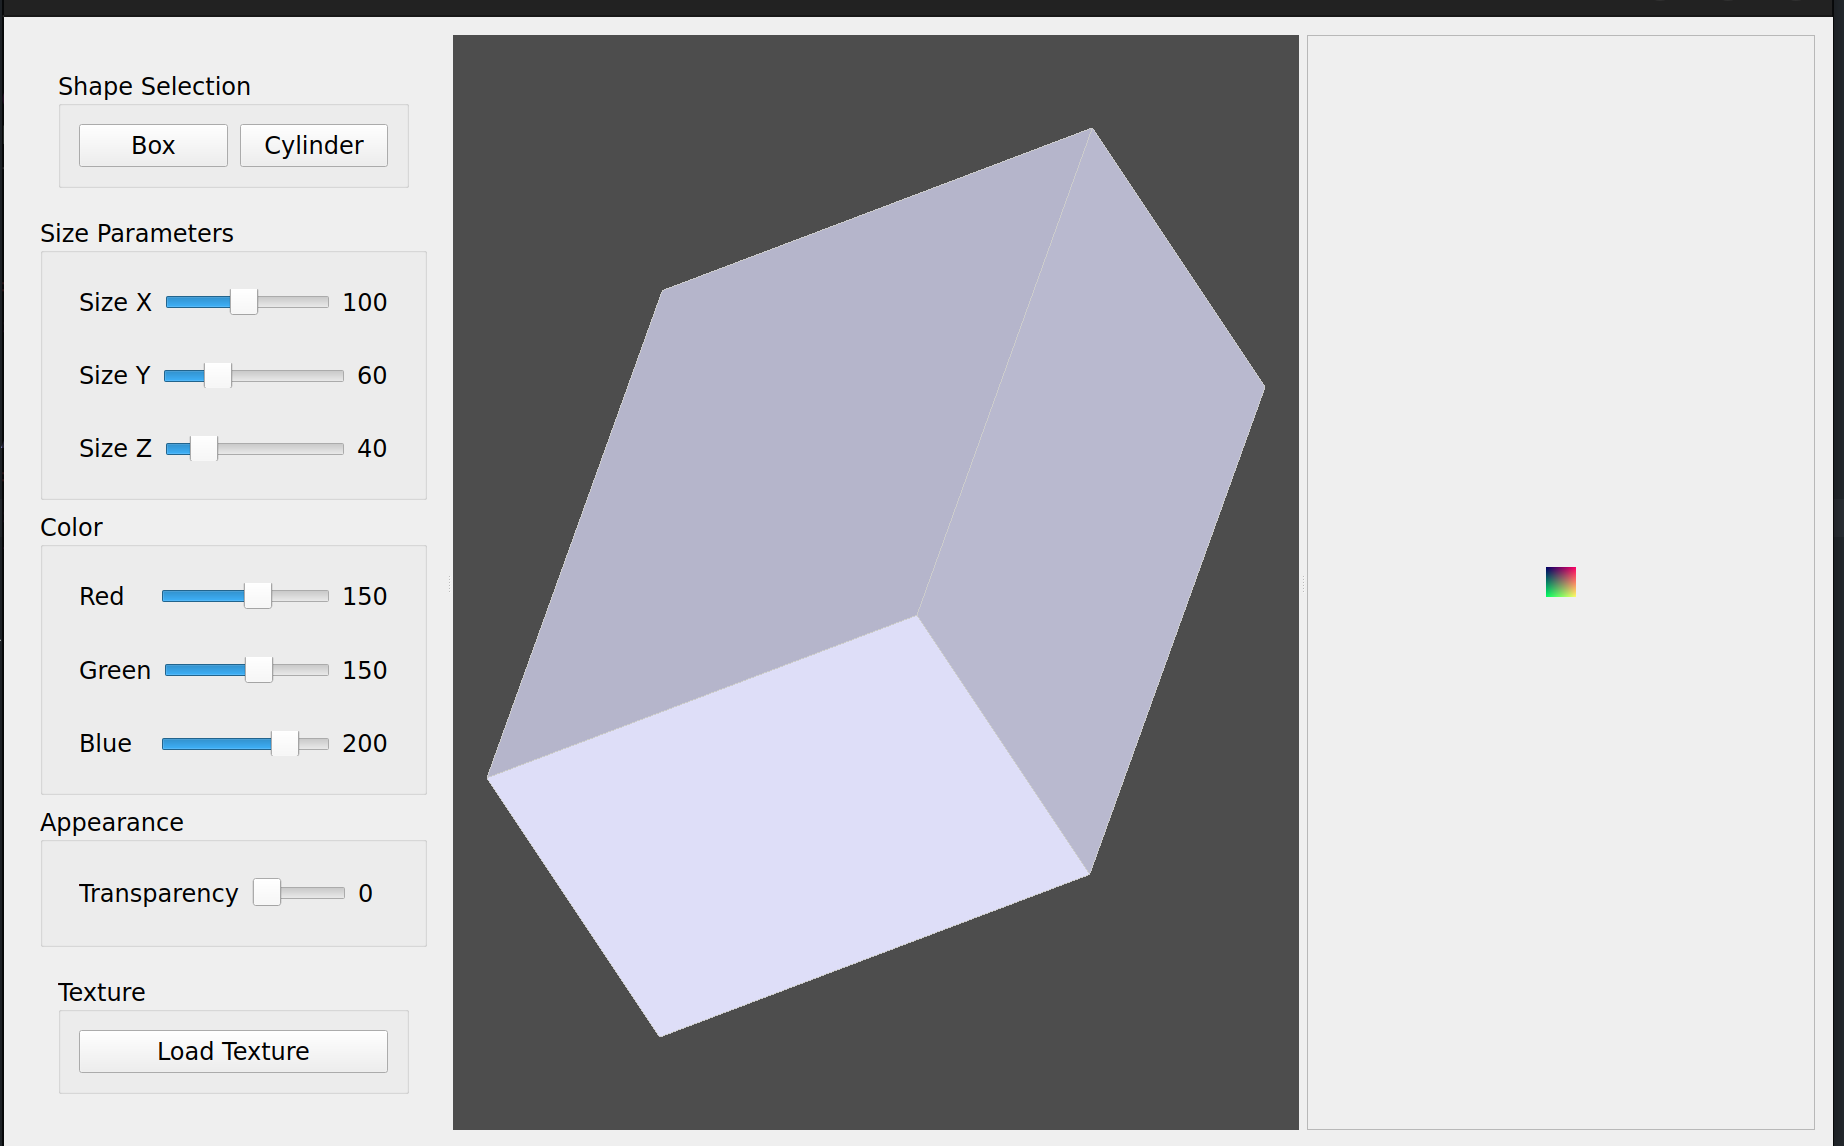 Shape Selection
Box Cylinder
Size Parameters
Size X 100
Size Y 60
Size Z 40
Color
Red 150
Green 150
Blue 200
Appearance
Transparency 0
Texture
Load Texture